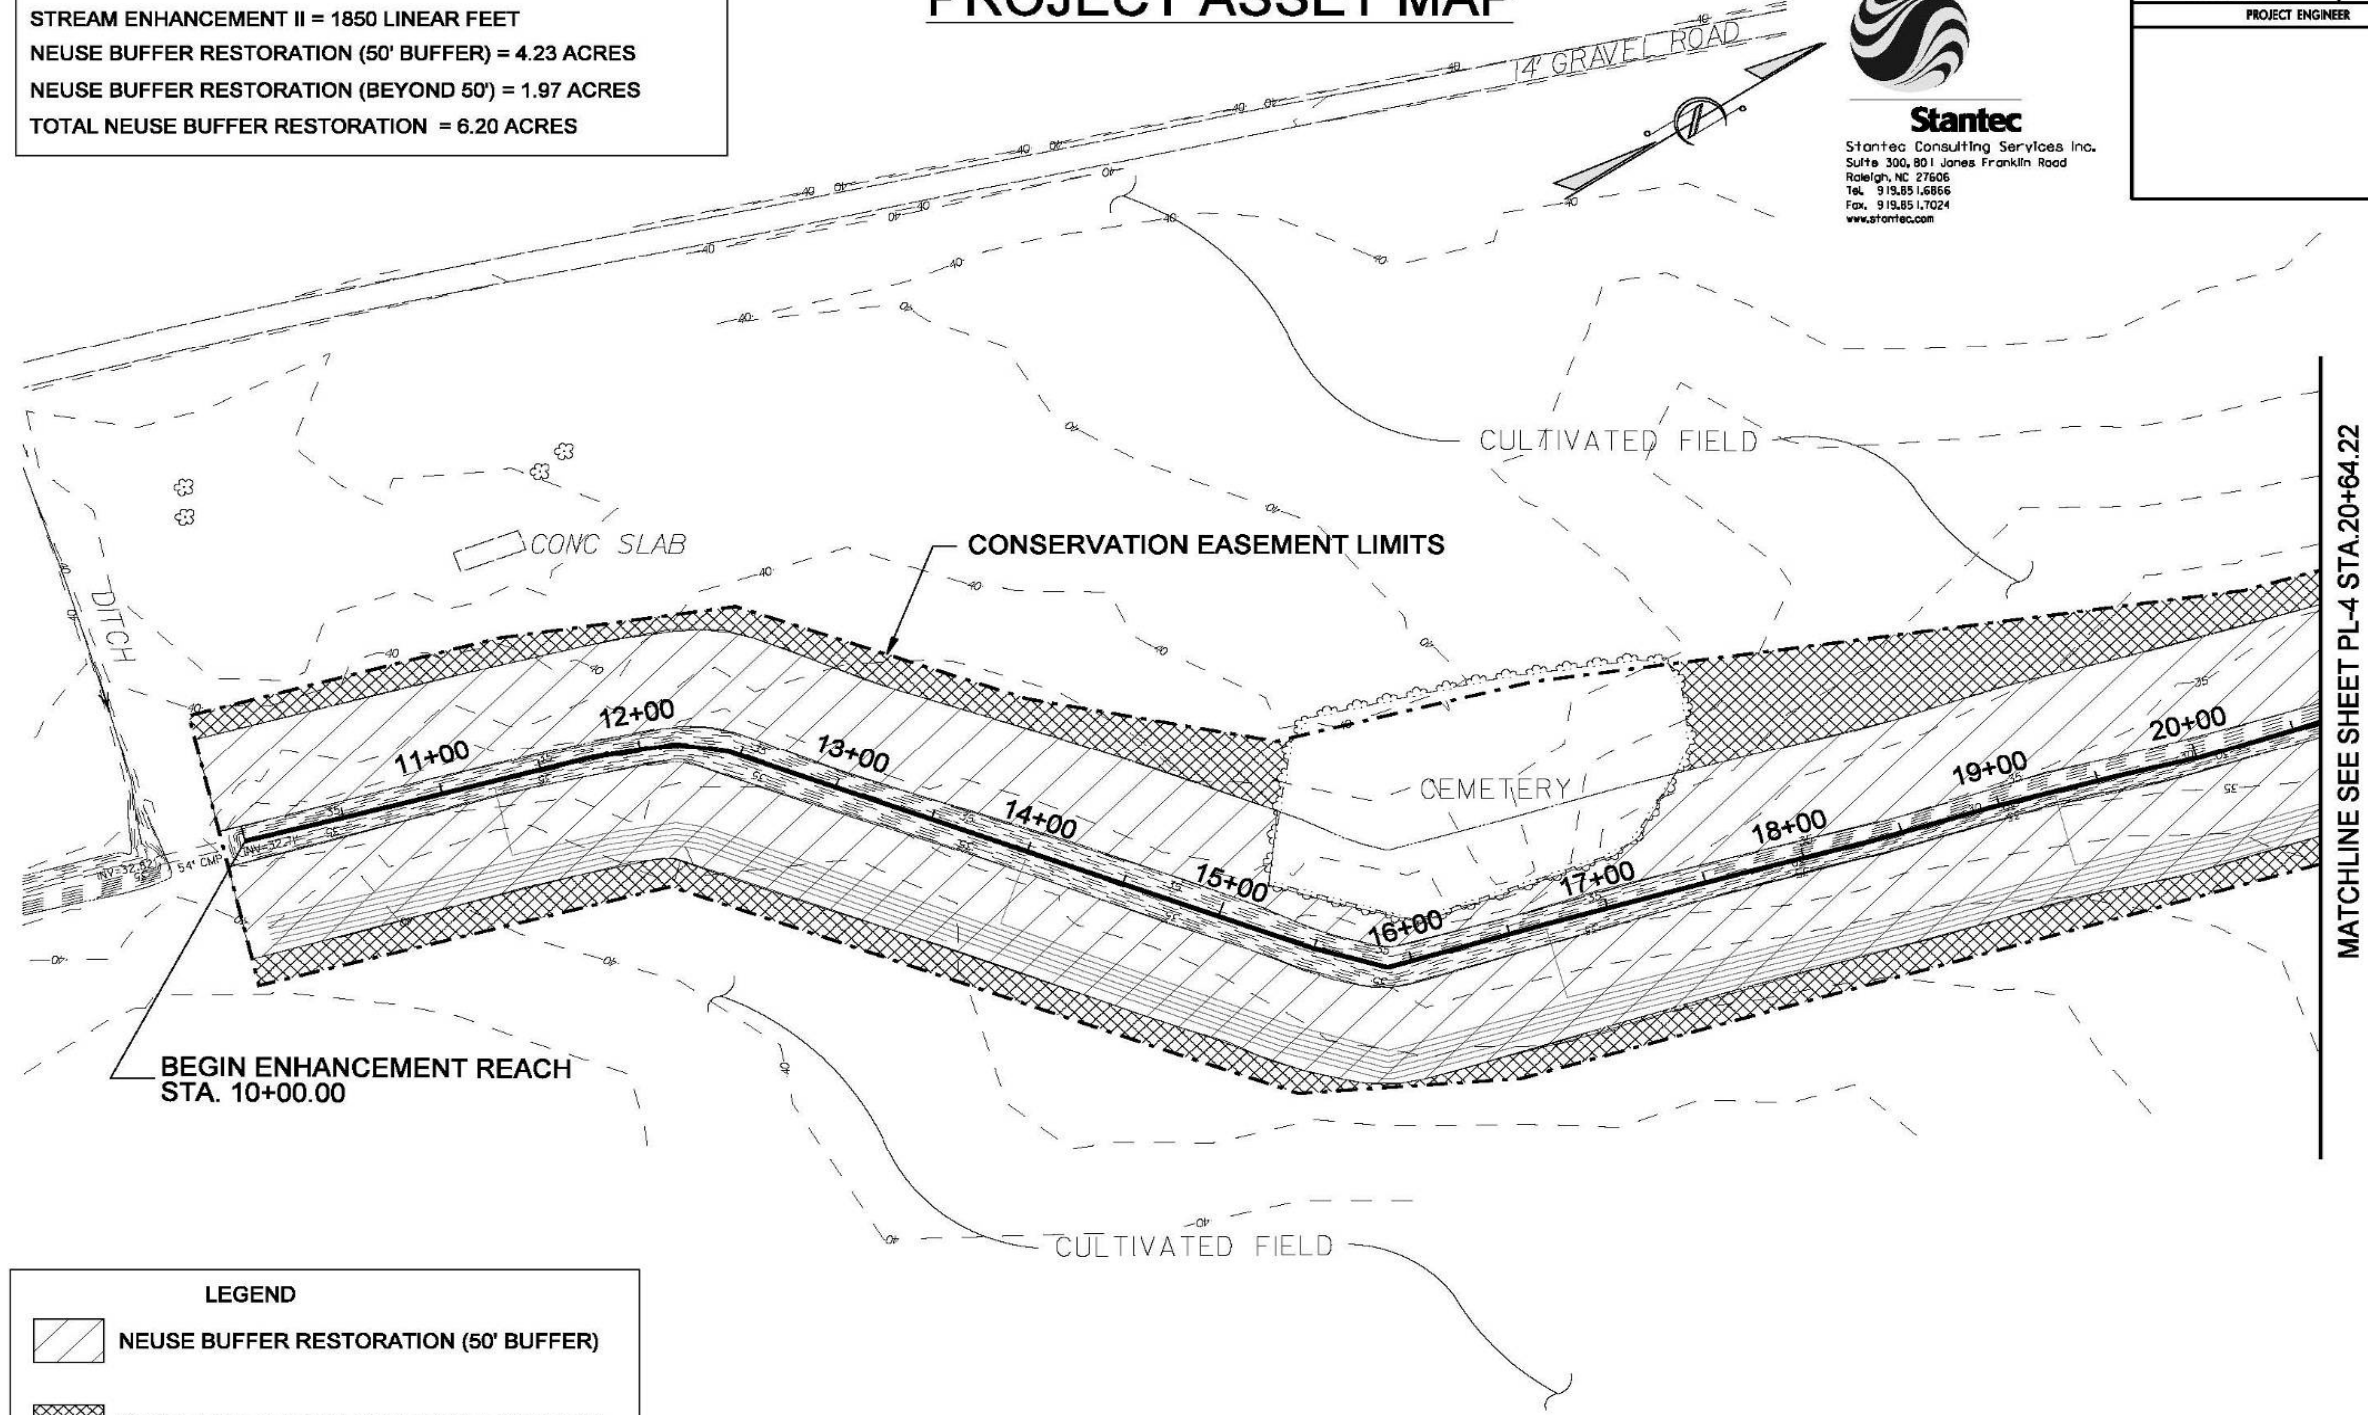 STREAM ENHANCEMENT II = 1850 LINEAR FEET
NEUSE BUFFER RESTORATION (50' BUFFER) = 4.23 ACRES
NEUSE BUFFER RESTORATION (BEYOND 50') = 1.97 ACRES
TOTAL NEUSE BUFFER RESTORATION = 6.20 ACRES
PROJECT ASSET MAP
PROJECT ENGINEER
14' GRAVEL ROAD
Stantec
Stantec Consulting Services Inc.
Suite 300, 801 Jones Franklin Road
Raleigh, NC 27606
Tel. 919.851.6866
Fax. 919.851.7024
www.stantec.com
CULTIVATED FIELD
CONC SLAB
CONSERVATION EASEMENT LIMITS
DITCH
MATCHLINE SEE SHEET PL-4 STA.20+64.22
11+00
12+00
13+00
14+00
15+00
16+00
17+00
18+00
19+00
20+00
CEMETERY
54" CMP
BEGIN ENHANCEMENT REACH
STA. 10+00.00
CULTIVATED FIELD
LEGEND
NEUSE BUFFER RESTORATION (50' BUFFER)